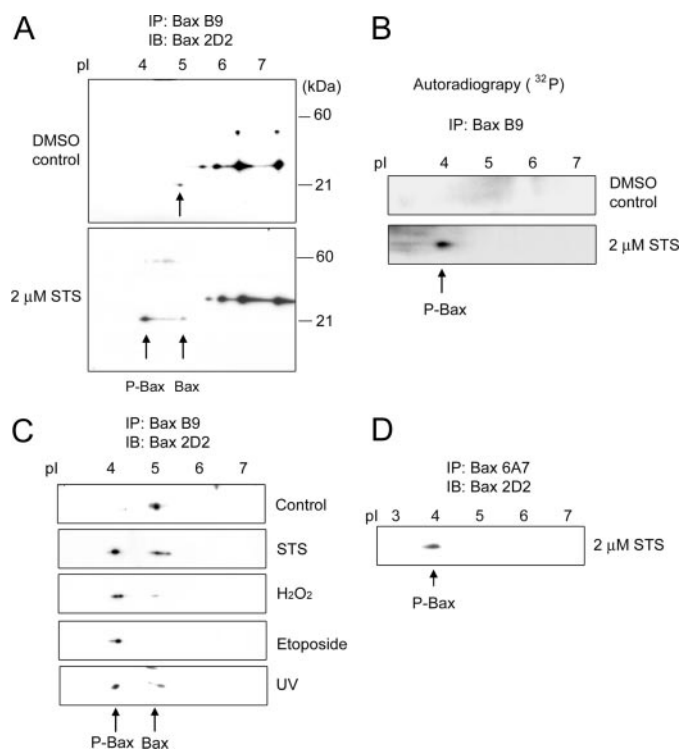 A
IP: Bax B9
IB: Bax 2D2
pI 4 5 6 7 (kDa)
60
DMSO
control
21
60
2 μM STS
21
P-Bax Bax
B
Autoradiograpy ( ³²P)
IP: Bax B9
pI 4 5 6 7
DMSO
control
2 μM STS
P-Bax
C
IP: Bax B9
IB: Bax 2D2
pI 4 5 6 7
Control
STS
H₂O₂
Etoposide
UV
P-Bax Bax
D
IP: Bax 6A7
IB: Bax 2D2
pI 3 4 5 6 7
2 μM STS
P-Bax